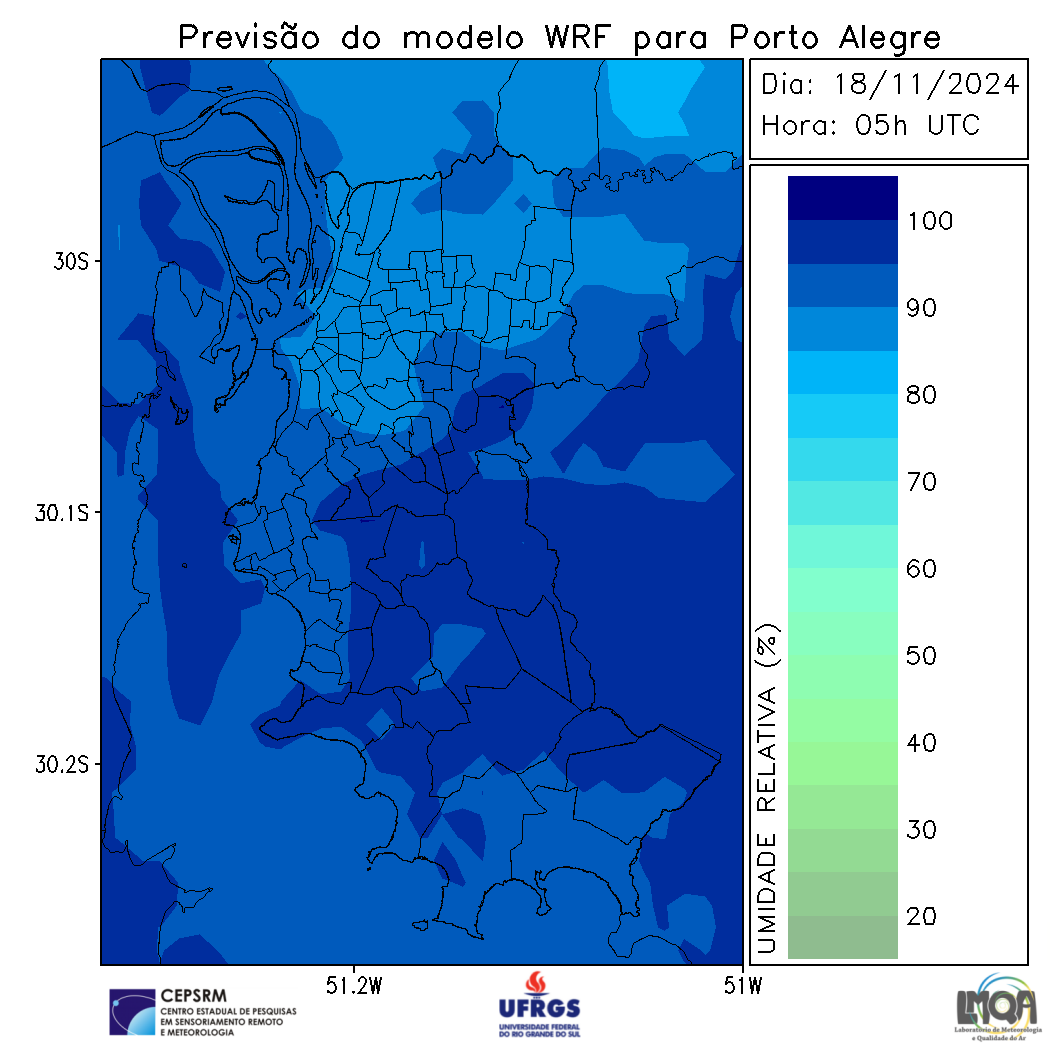 Previsão do modelo WRF para Porto Alegre
Dia: 18/11/2024
Hora: 05h UTC
30S
30.1S
30.2S
51.2W
51W
100
90
80
70
60
50
40
30
20
UMIDADE RELATIVA (%)
CEPSRM
CENTRO ESTADUAL DE PESQUISAS
EM SENSORIAMENTO REMOTO
E METEOROLOGIA
UFRGS
UNIVERSIDADE FEDERAL
DO RIO GRANDE DO SUL
LMQA
Laboratório de Meteorologia
e Qualidade do Ar